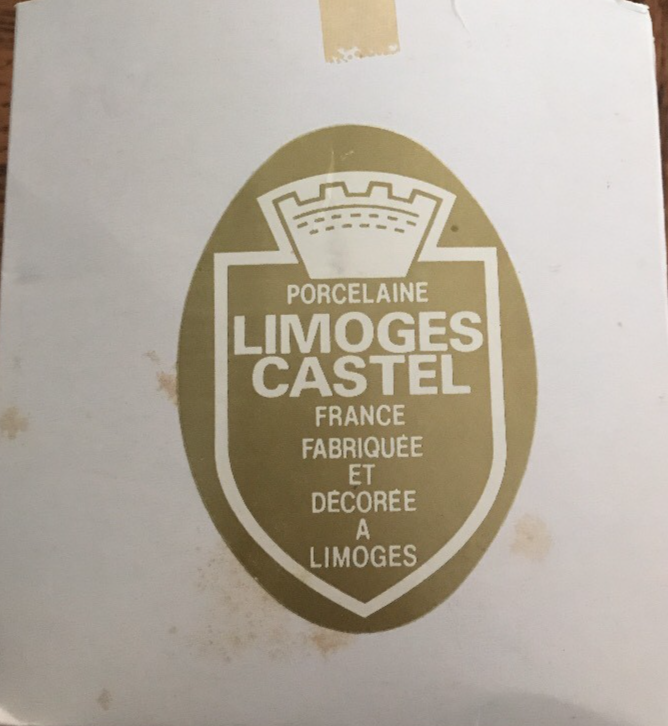 PORCELAINE
LIMOGES
CASTEL
FRANCE
FABRIQUÉE
ET
DÉCORÉE
A
LIMOGES